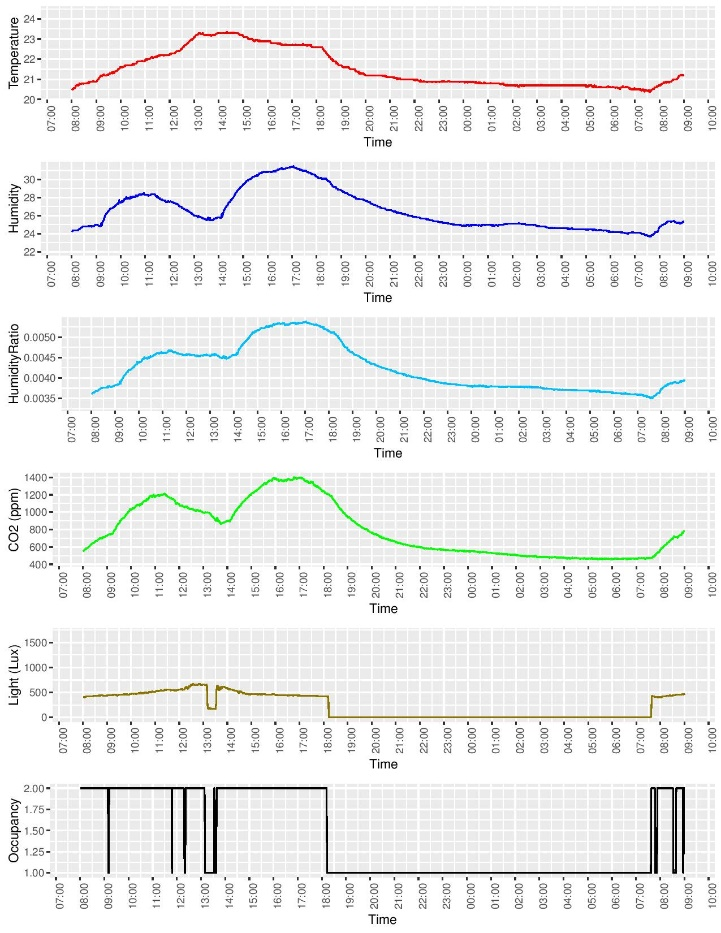 Temperature
24
23
22
21
20
07:00 08:00 09:00 10:00 11:00 12:00 13:00 14:00 15:00 16:00 17:00 18:00 19:00 20:00 21:00 22:00 23:00 00:00 01:00 02:00 03:00 04:00 05:00 06:00 07:00 08:00 09:00 10:00
Time
Humidity
30
28
26
24
22
07:00 08:00 09:00 10:00 11:00 12:00 13:00 14:00 15:00 16:00 17:00 18:00 19:00 20:00 21:00 22:00 23:00 00:00 01:00 02:00 03:00 04:00 05:00 06:00 07:00 08:00 09:00 10:00
Time
HumidityRatio
0.0050
0.0045
0.0040
0.0035
07:00 08:00 09:00 10:00 11:00 12:00 13:00 14:00 15:00 16:00 17:00 18:00 19:00 20:00 21:00 22:00 23:00 00:00 01:00 02:00 03:00 04:00 05:00 06:00 07:00 08:00 09:00 10:00
Time
CO2 (ppm)
1400
1200
1000
800
600
400
07:00 08:00 09:00 10:00 11:00 12:00 13:00 14:00 15:00 16:00 17:00 18:00 19:00 20:00 21:00 22:00 23:00 00:00 01:00 02:00 03:00 04:00 05:00 06:00 07:00 08:00 09:00 10:00
Time
Light (Lux)
1500
1000
500
0
07:00 08:00 09:00 10:00 11:00 12:00 13:00 14:00 15:00 16:00 17:00 18:00 19:00 20:00 21:00 22:00 23:00 00:00 01:00 02:00 03:00 04:00 05:00 06:00 07:00 08:00 09:00 10:00
Time
Occupancy
2.00
1.75
1.50
1.25
1.00
07:00 08:00 09:00 10:00 11:00 12:00 13:00 14:00 15:00 16:00 17:00 18:00 19:00 20:00 21:00 22:00 23:00 00:00 01:00 02:00 03:00 04:00 05:00 06:00 07:00 08:00 09:00 10:00
Time